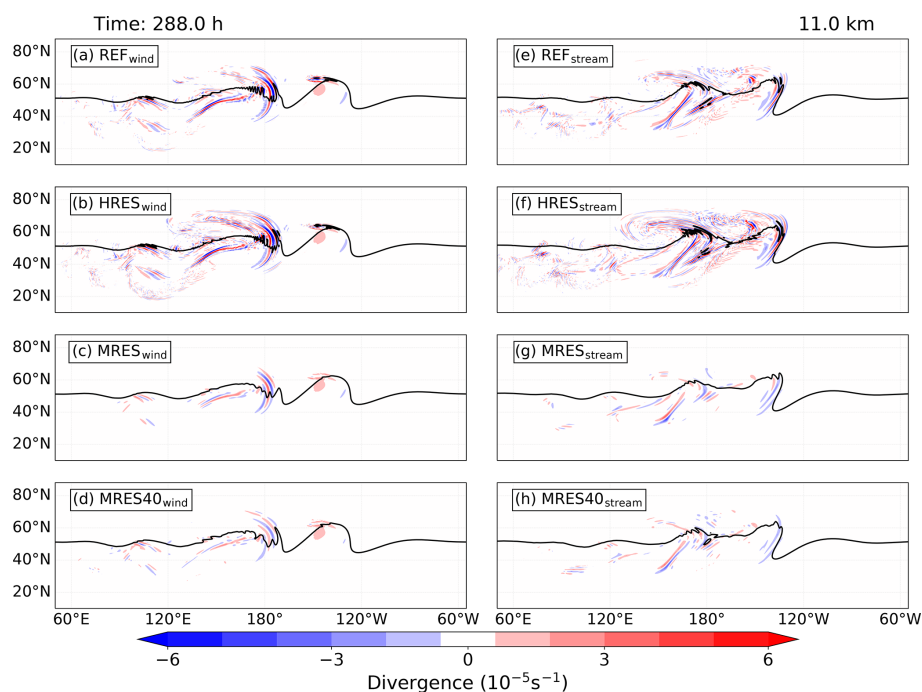 Time: 288.0 h
11.0 km
80°N
60°N
40°N
20°N
(a) REFwind
(e) REFstream
80°N
60°N
40°N
20°N
(b) HRESwind
(f) HRESstream
80°N
60°N
40°N
20°N
(c) MRESwind
(g) MRESstream
80°N
60°N
40°N
20°N
(d) MRES40wind
(h) MRES40stream
60°E 120°E 180° 120°W 60°W 60°E 120°E 180° 120°W 60°W
−6 −3 0 3 6
Divergence (10⁻⁵s⁻¹)